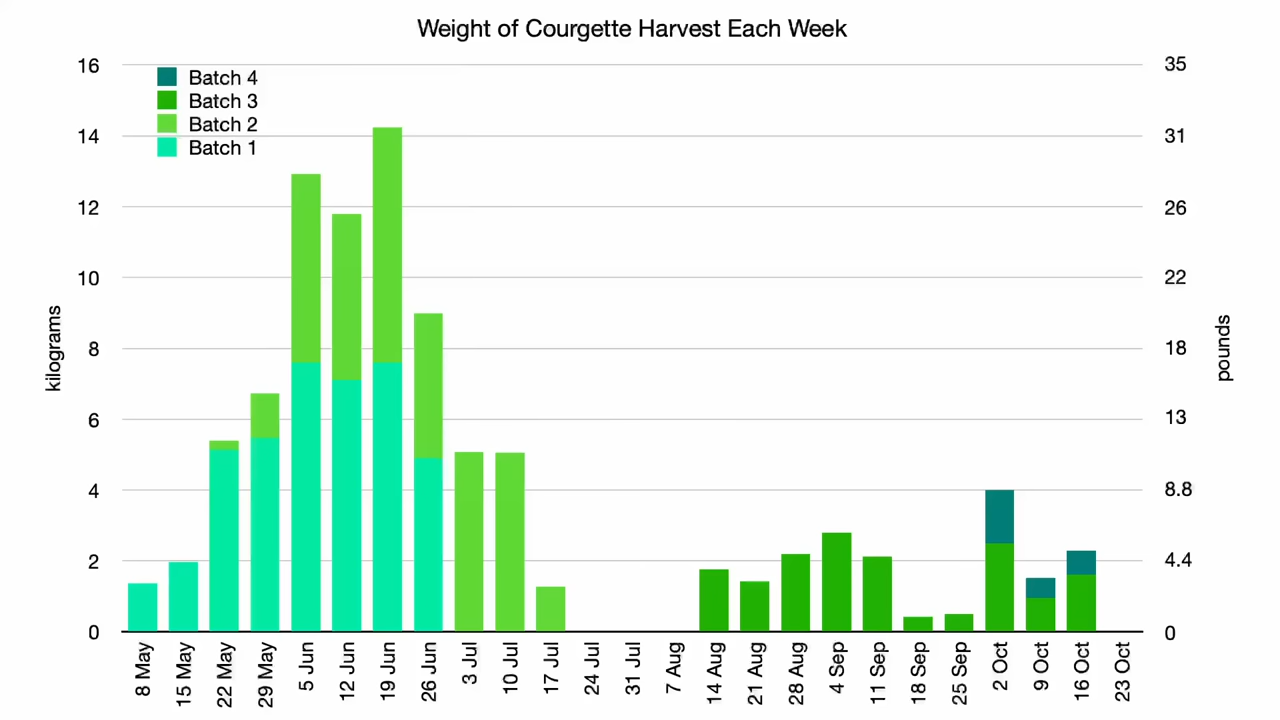 Weight of Courgette Harvest Each Week
Batch 4
Batch 3
Batch 2
Batch 1
kilograms
16
14
12
10
8
6
4
2
0
35
31
26
22
18
13
8.8
4.4
0
pounds
8 May
15 May
22 May
29 May
5 Jun
12 Jun
19 Jun
26 Jun
3 Jul
10 Jul
17 Jul
24 Jul
31 Jul
7 Aug
14 Aug
21 Aug
28 Aug
4 Sep
11 Sep
18 Sep
25 Sep
2 Oct
9 Oct
16 Oct
23 Oct